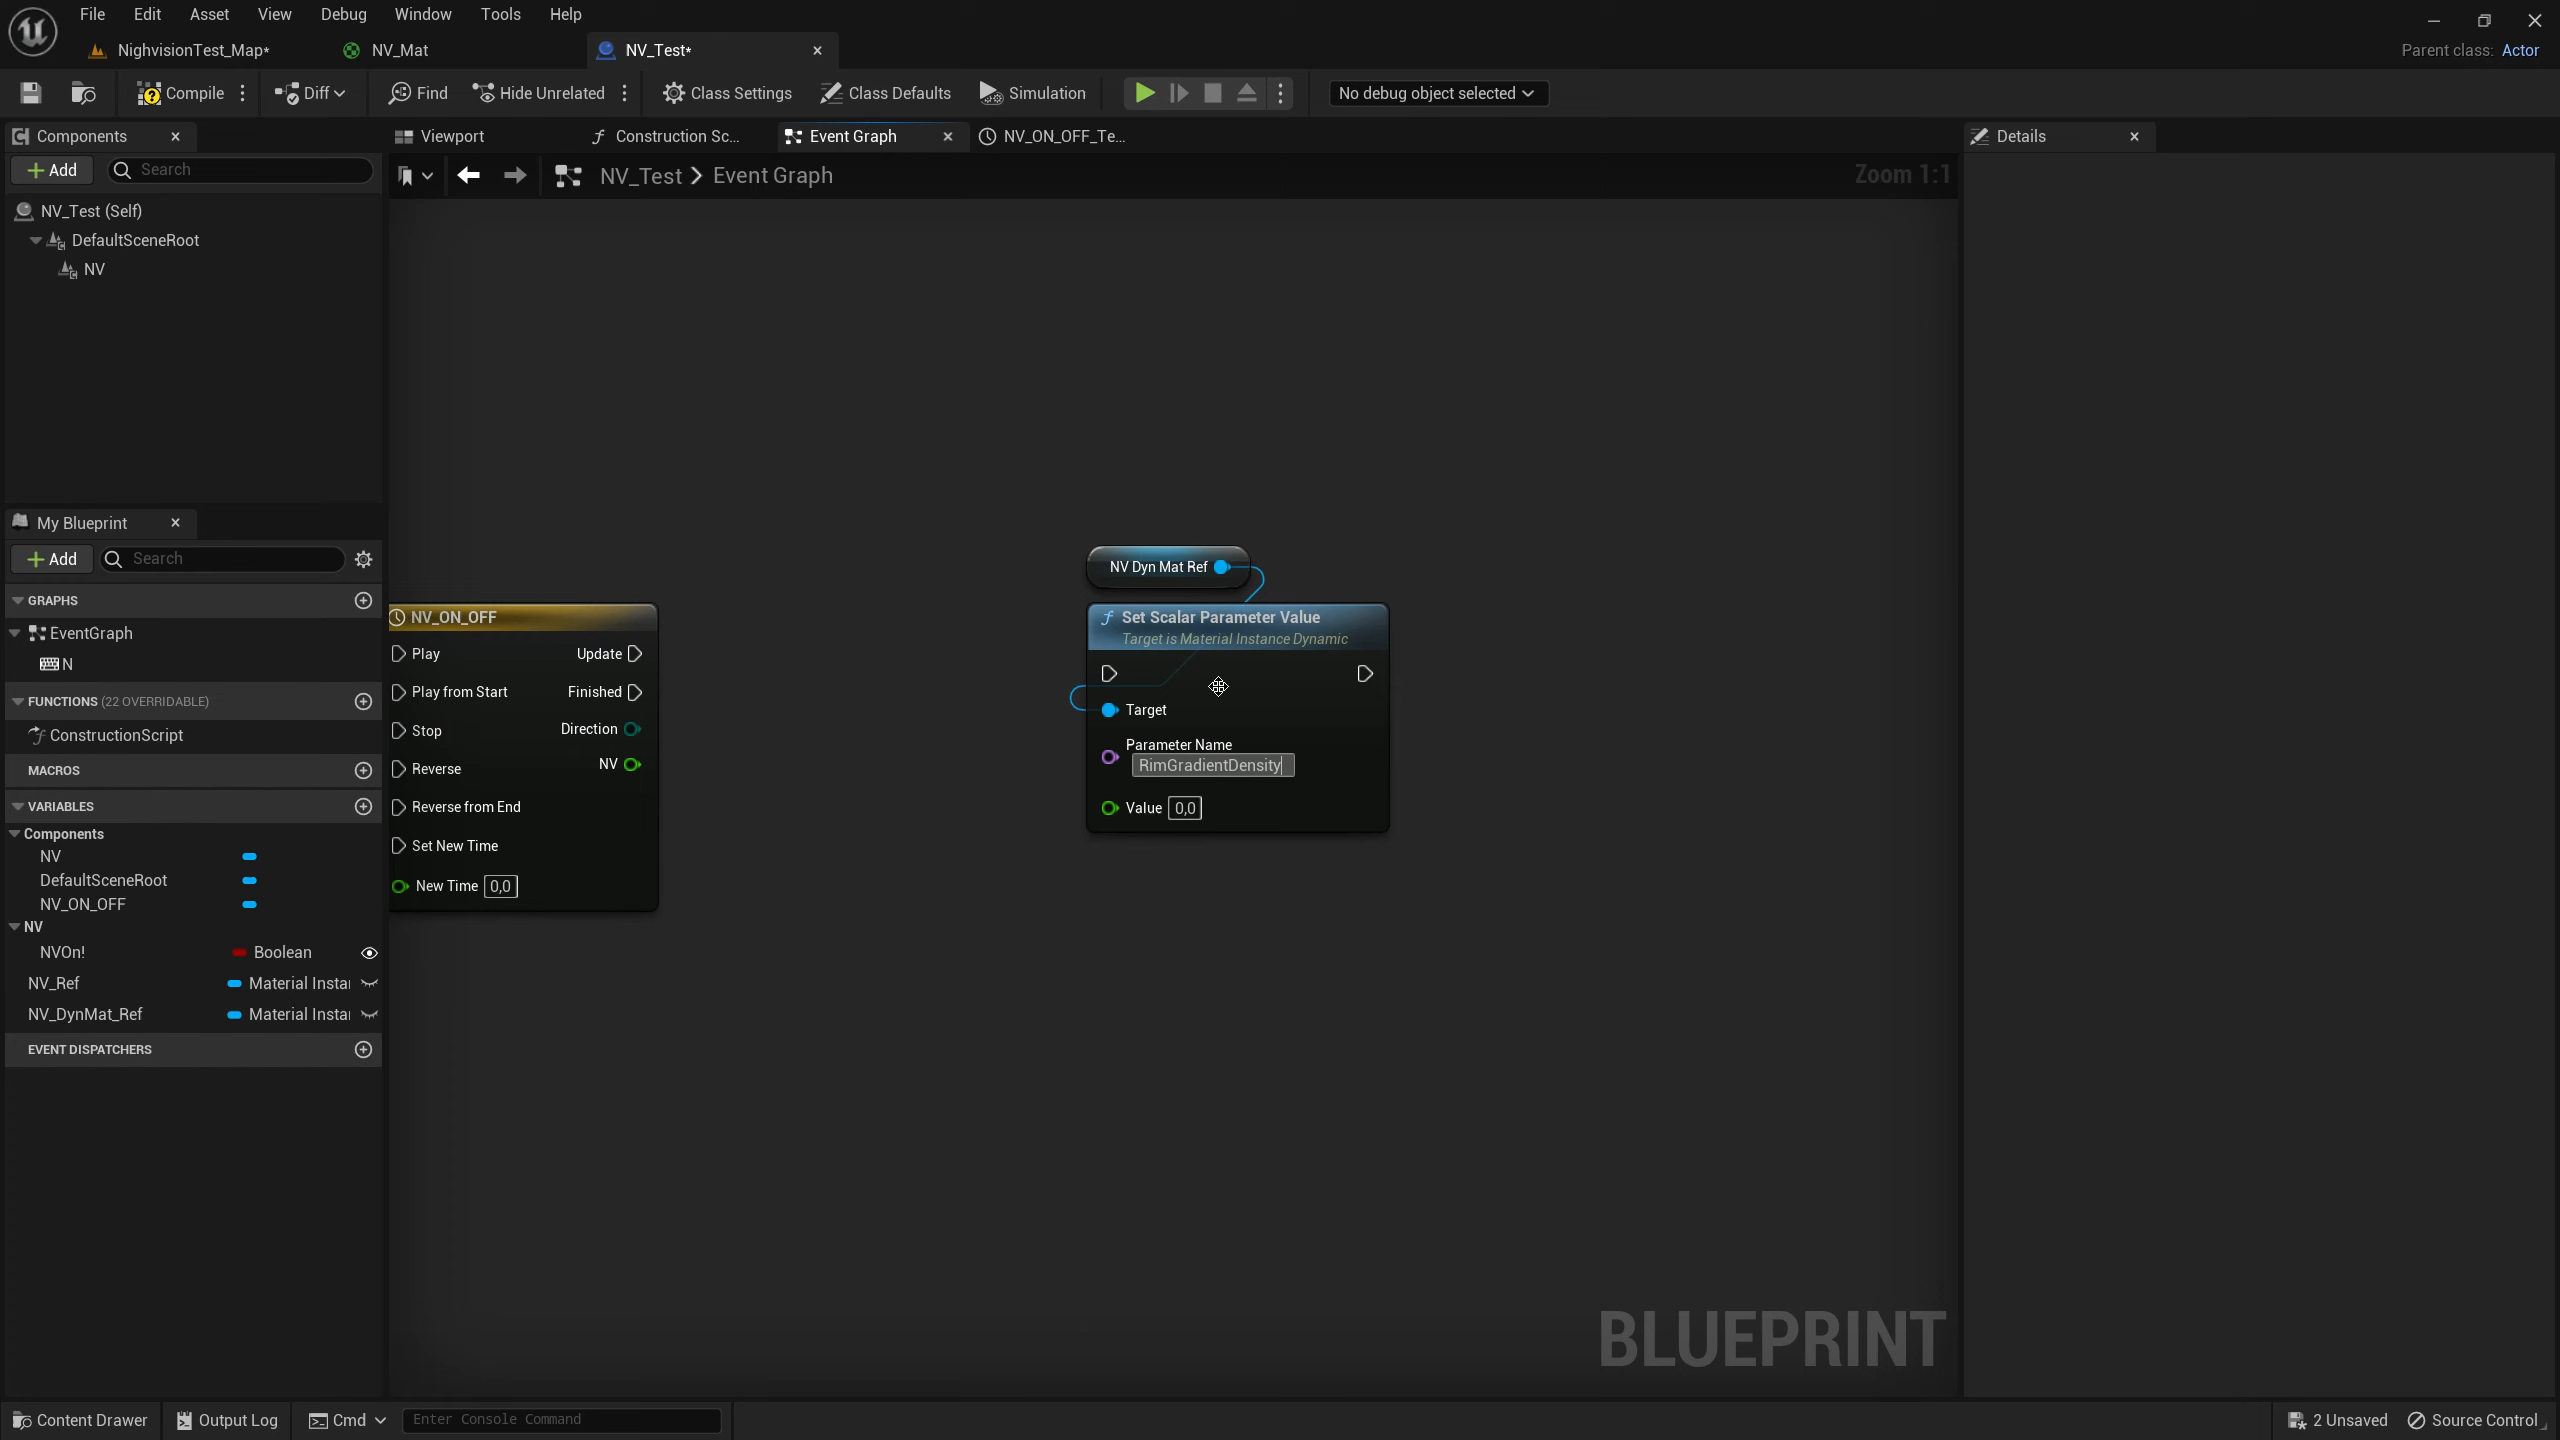 File Edit Asset View Debug Window Tools Help
NighvisionTest_Map* NV_Mat NV_Test* Parent class: Actor
Compile Diff Find Hide Unrelated Class Settings Class Defaults Simulation No debug object selected
Components Viewport Construction Sc... Event Graph NV_ON_OFF_Te... Details
+ Add Search NV_Test > Event Graph Zoom 1:1
NV_Test (Self)
DefaultSceneRoot
NV
My Blueprint
+ Add Search
GRAPHS
EventGraph
N
FUNCTIONS (22 OVERRIDABLE)
ConstructionScript
MACROS
VARIABLES
Components
NV
DefaultSceneRoot
NV_ON_OFF
NV
NVOn! Boolean
NV_Ref Material Insta
NV_DynMat_Ref Material Insta
EVENT DISPATCHERS
NV_ON_OFF
Play Update
Play from Start Finished
Stop Direction
Reverse NV
Reverse from End
Set New Time
New Time 0,0
NV Dyn Mat Ref
Set Scalar Parameter Value
Target is Material Instance Dynamic
Target
Parameter Name
RimGradientDensity
Value 0,0
BLUEPRINT
Content Drawer Output Log Cmd Enter Console Command 2 Unsaved Source Control